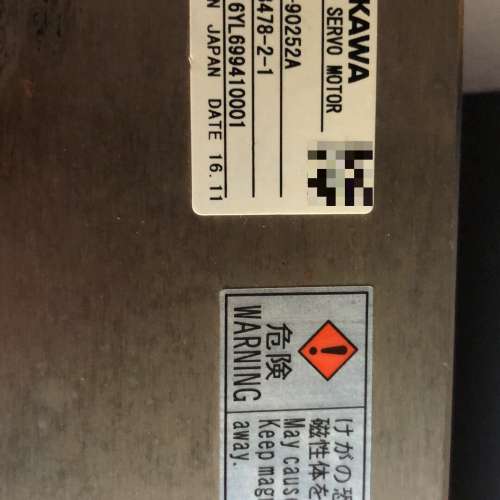 KAWA
SERVO MOTOR
-90252A
478-2-1
6YL699410001
N JAPAN DATE 16.11
危険
WARNING
けがの恐
磁性体を
May caus
Keep mag
away.